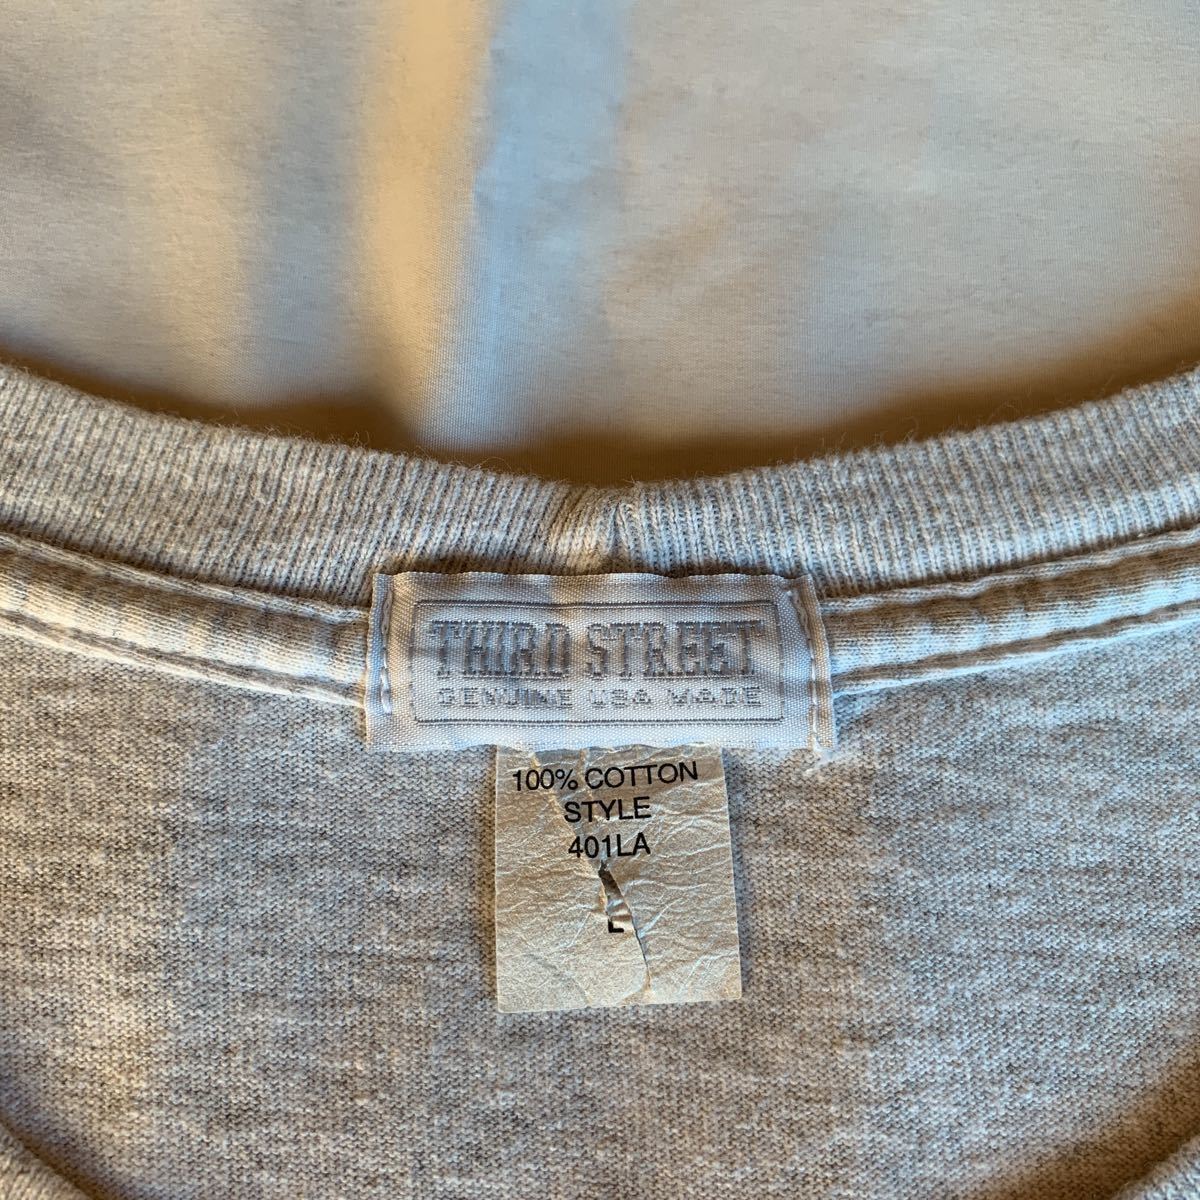 THIRD STREET
GENUINE USA MADE
100% COTTON
STYLE
401LA
L